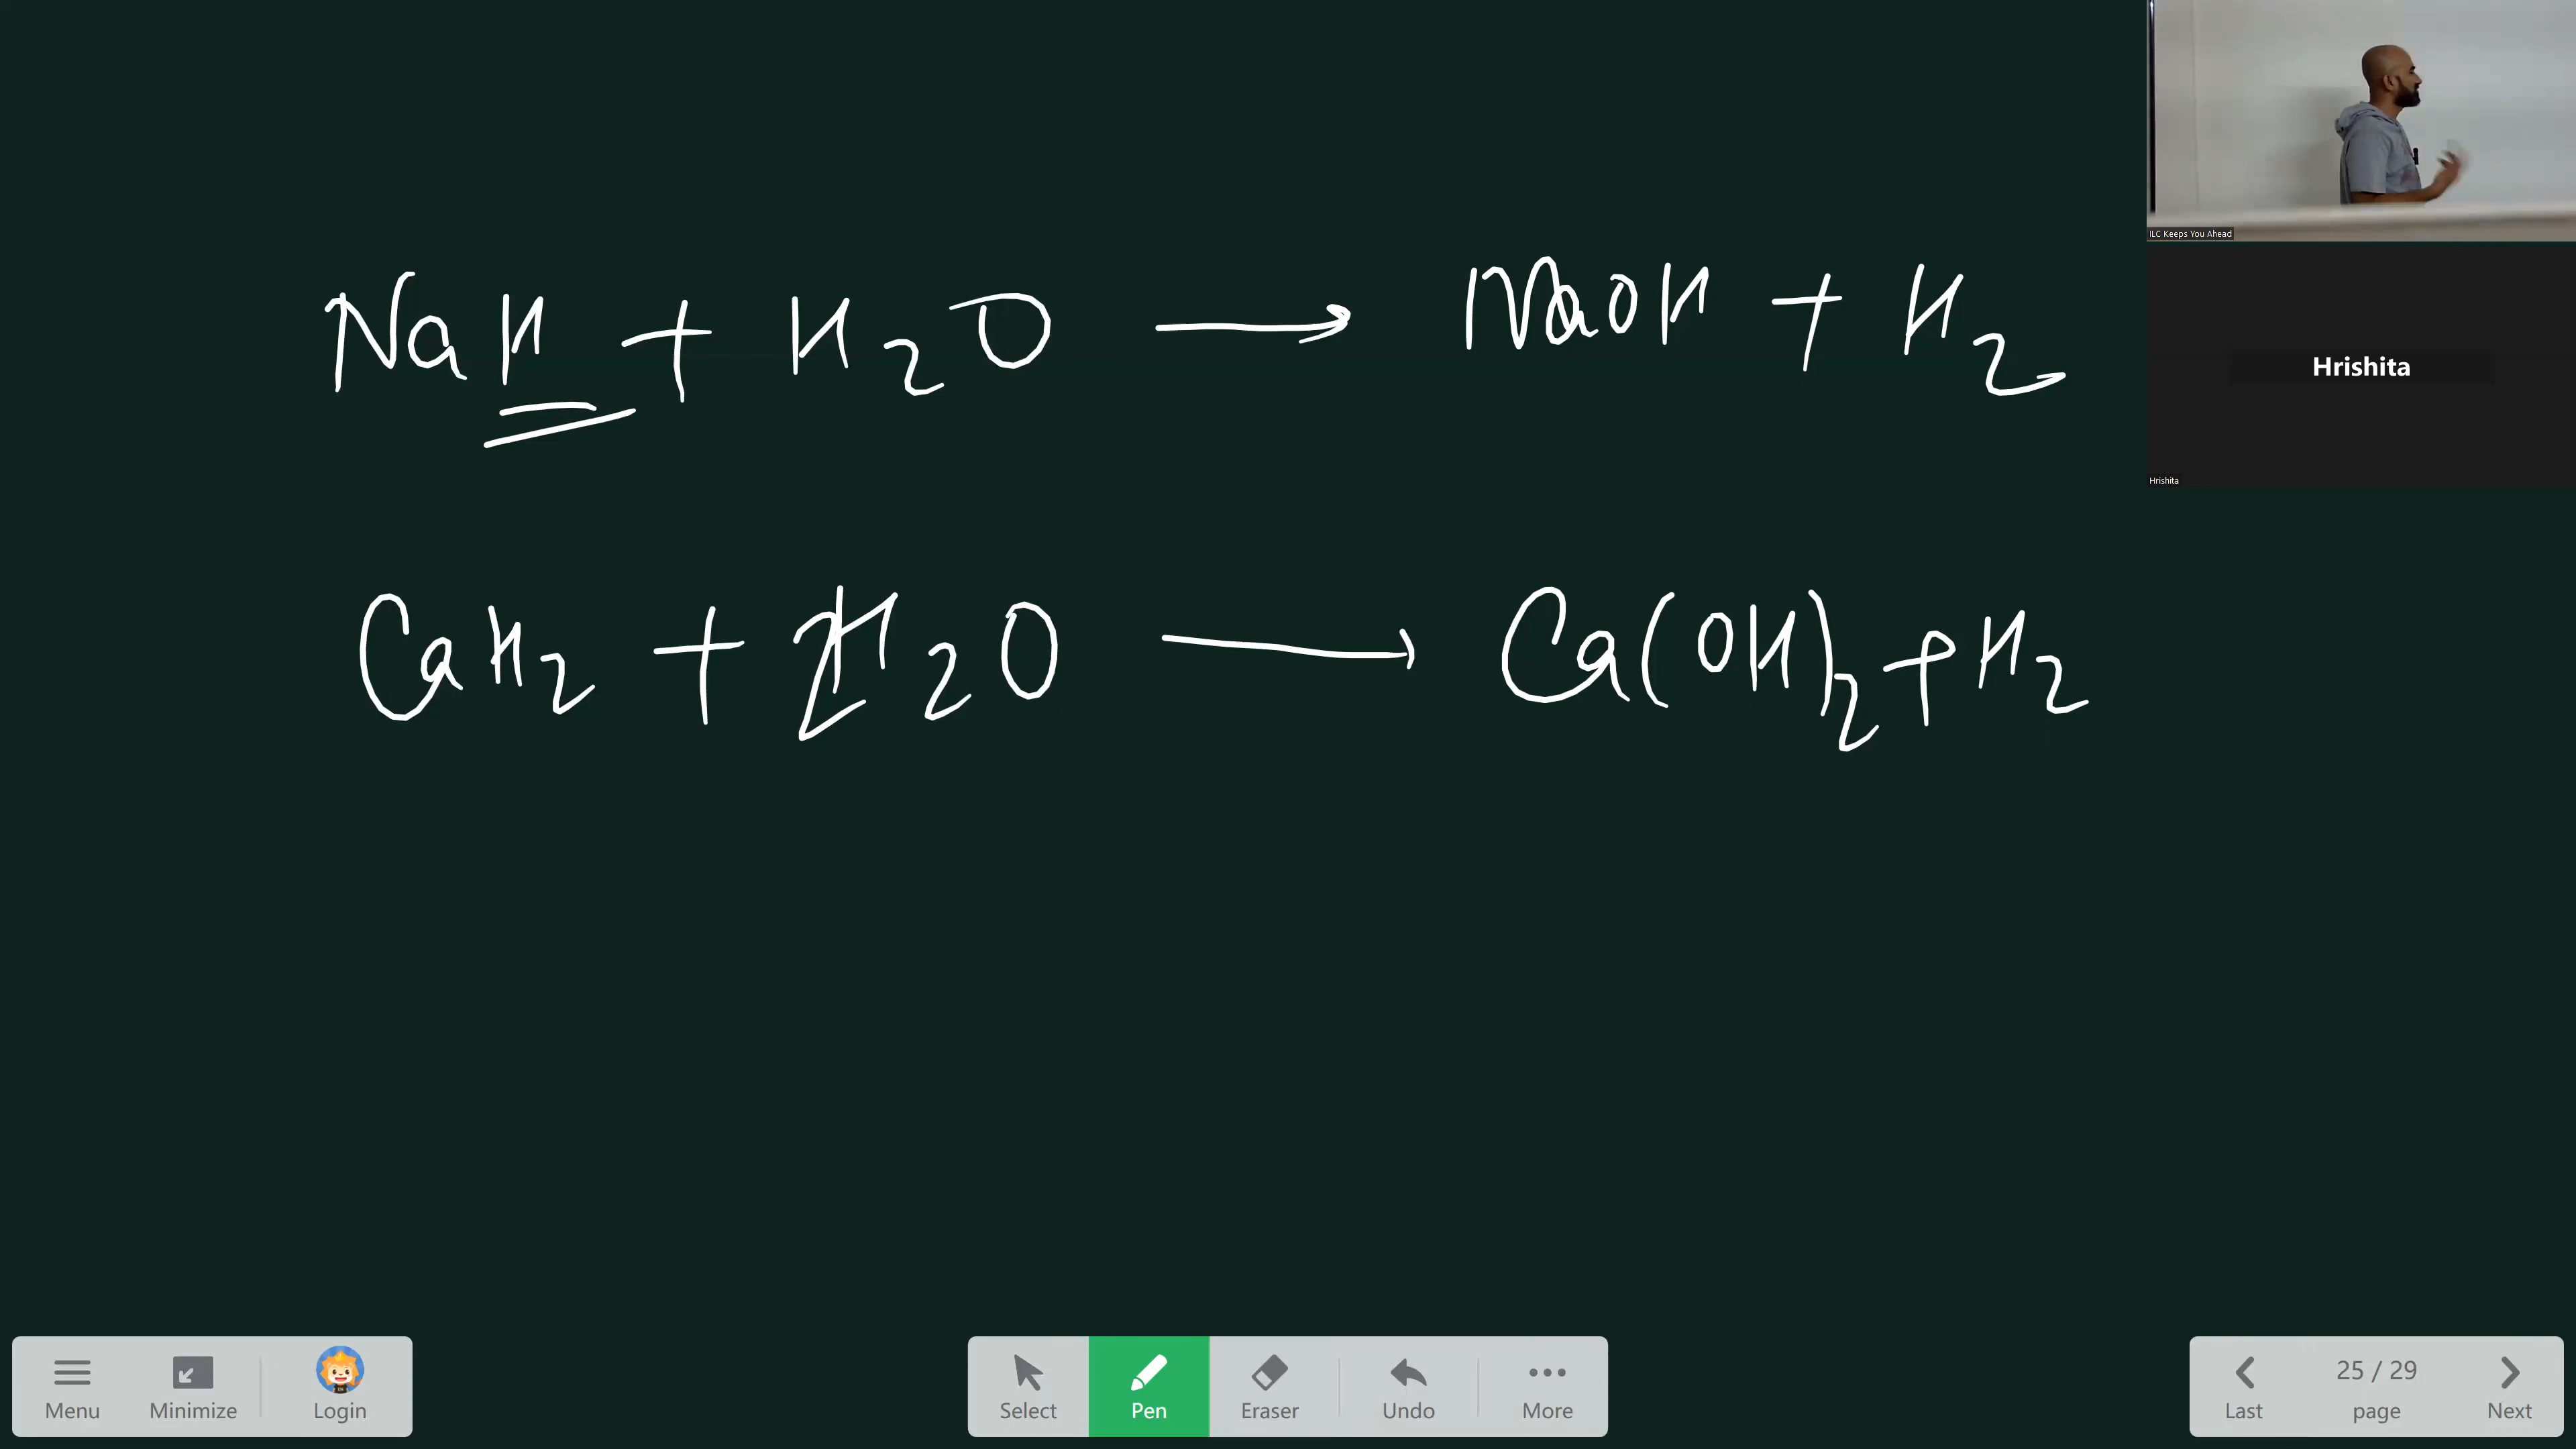 NaH + H2O → NaOH + H2
CaH2 + 2H2O → Ca(OH)2 + H2
ILC Keeps You Ahead
Hrishita
Hrishita
Menu
Minimize
Login
Select
Pen
Eraser
Undo
More
Last
25 / 29
page
Next